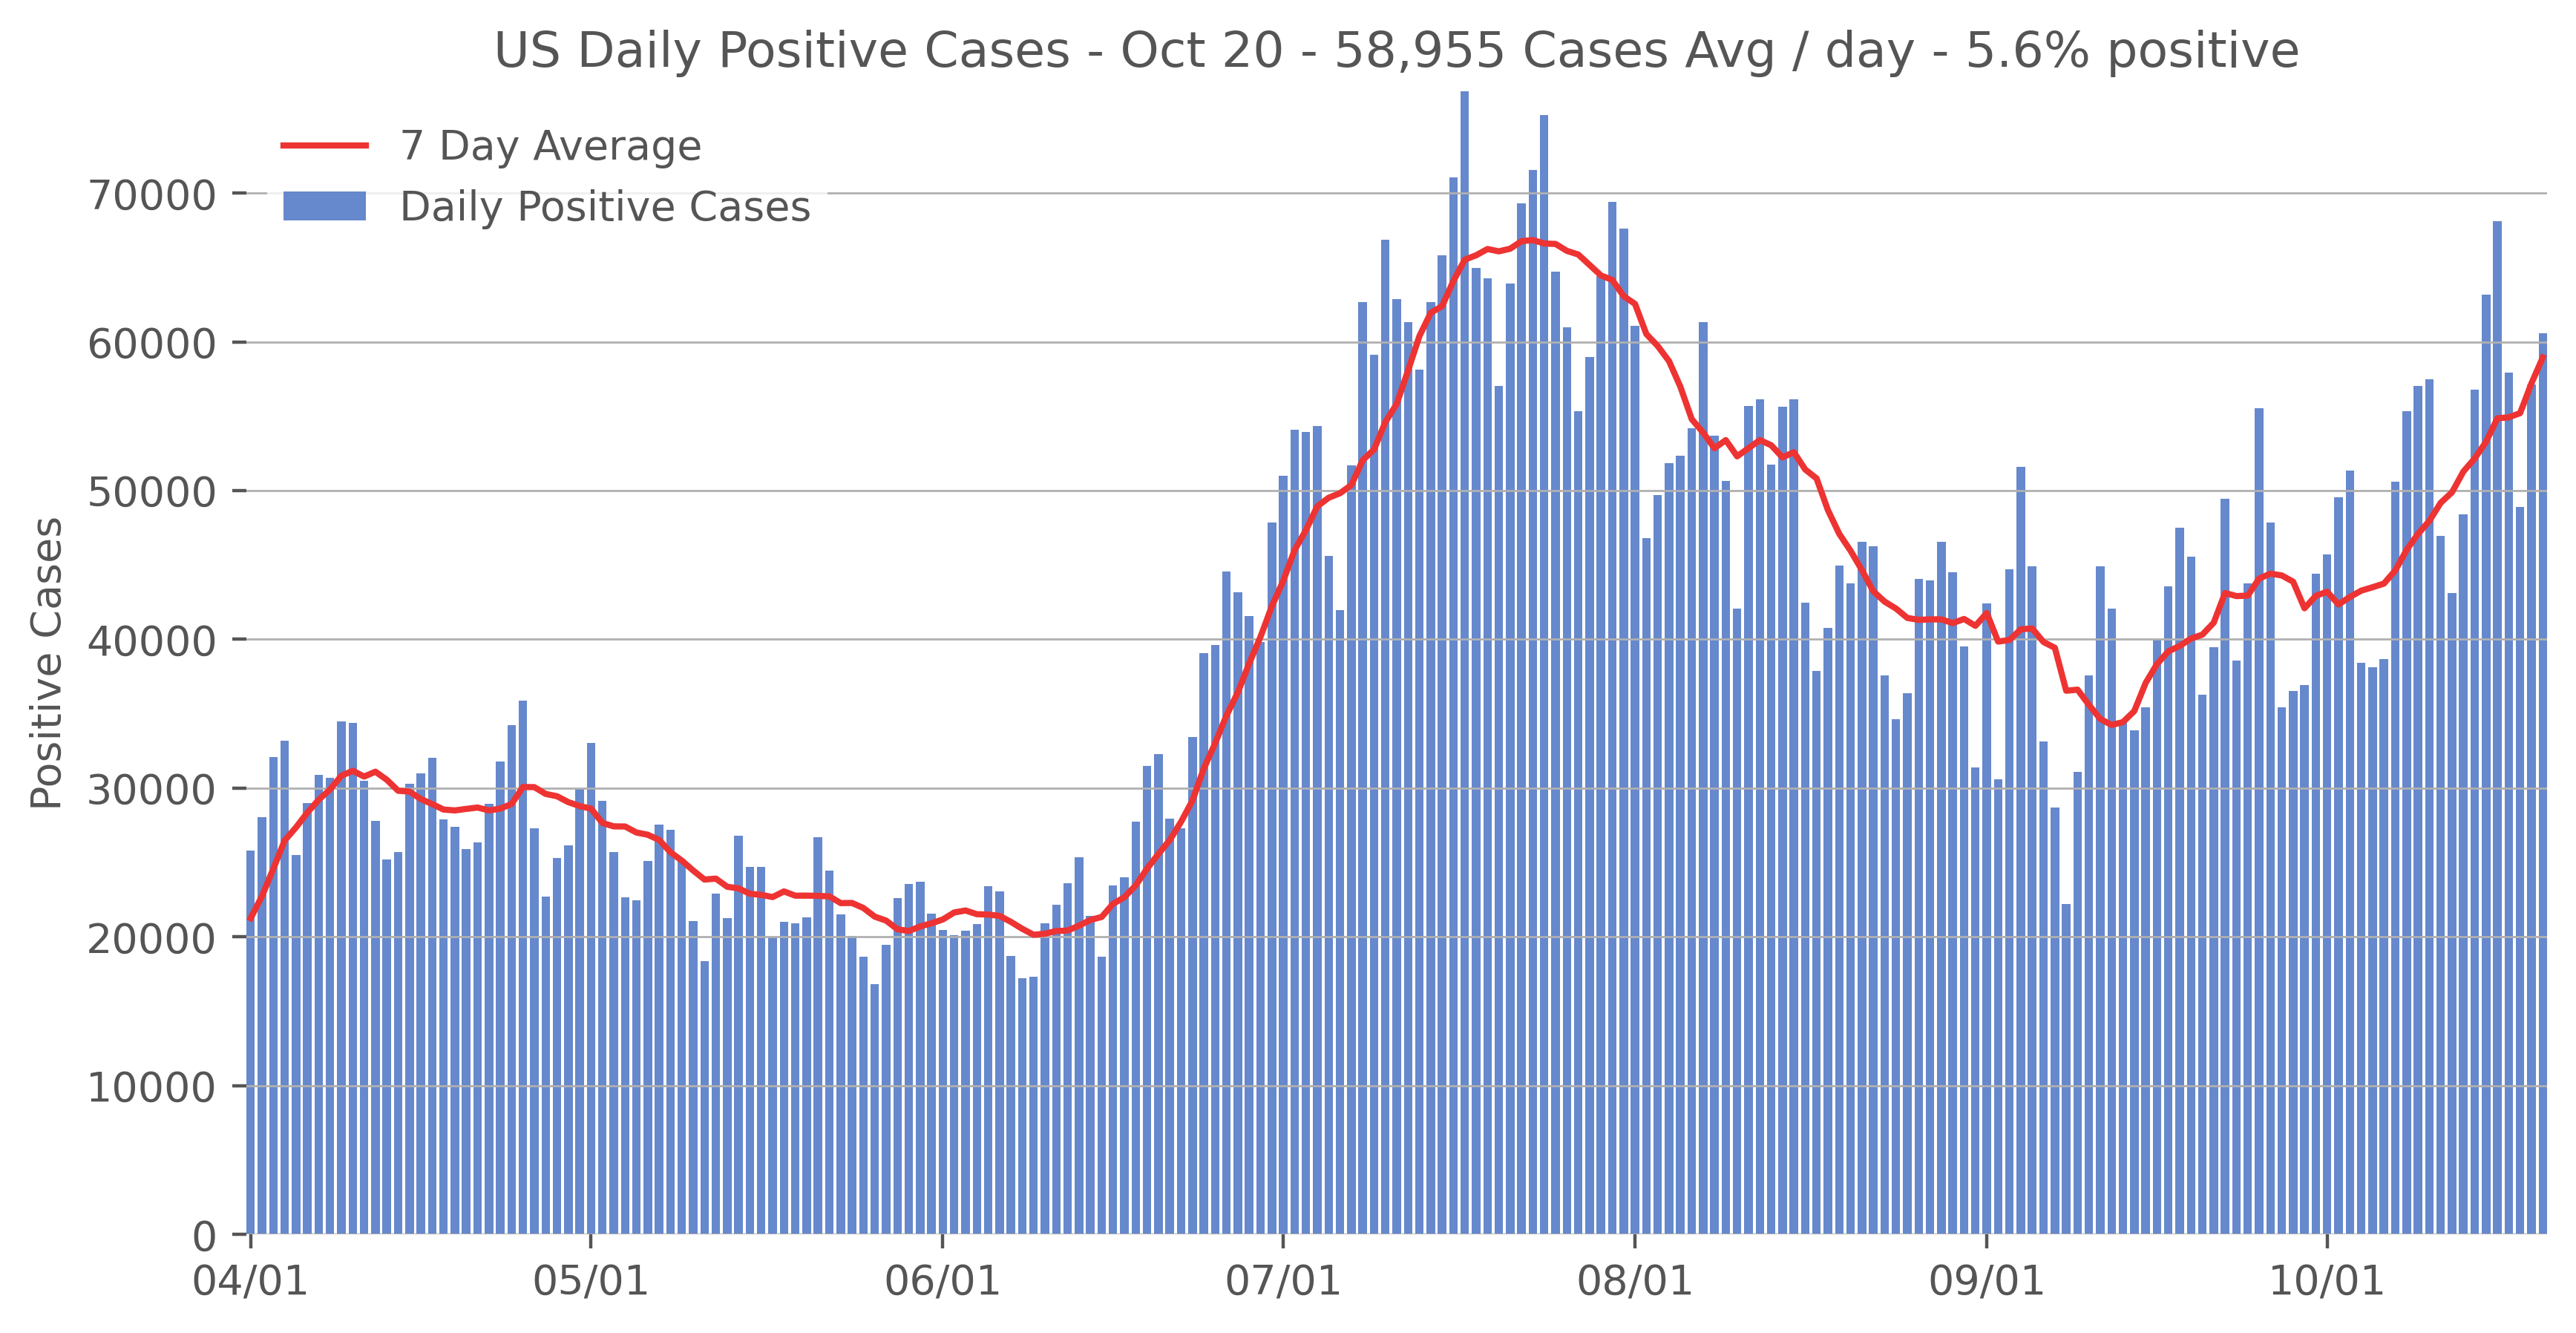 US Daily Positive Cases - Oct 20 - 58,955 Cases Avg / day - 5.6% positive
7 Day Average
Daily Positive Cases
70000
60000
50000
40000
30000
20000
10000
0
Positive Cases
04/01 05/01 06/01 07/01 08/01 09/01 10/01